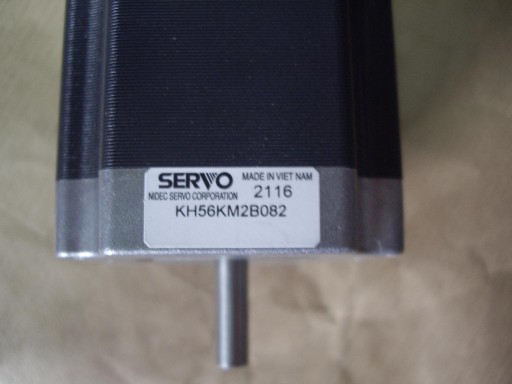 SERVO MADE IN VIET NAM
NIDEC SERVO CORPORATION 2116
KH56KM2B082